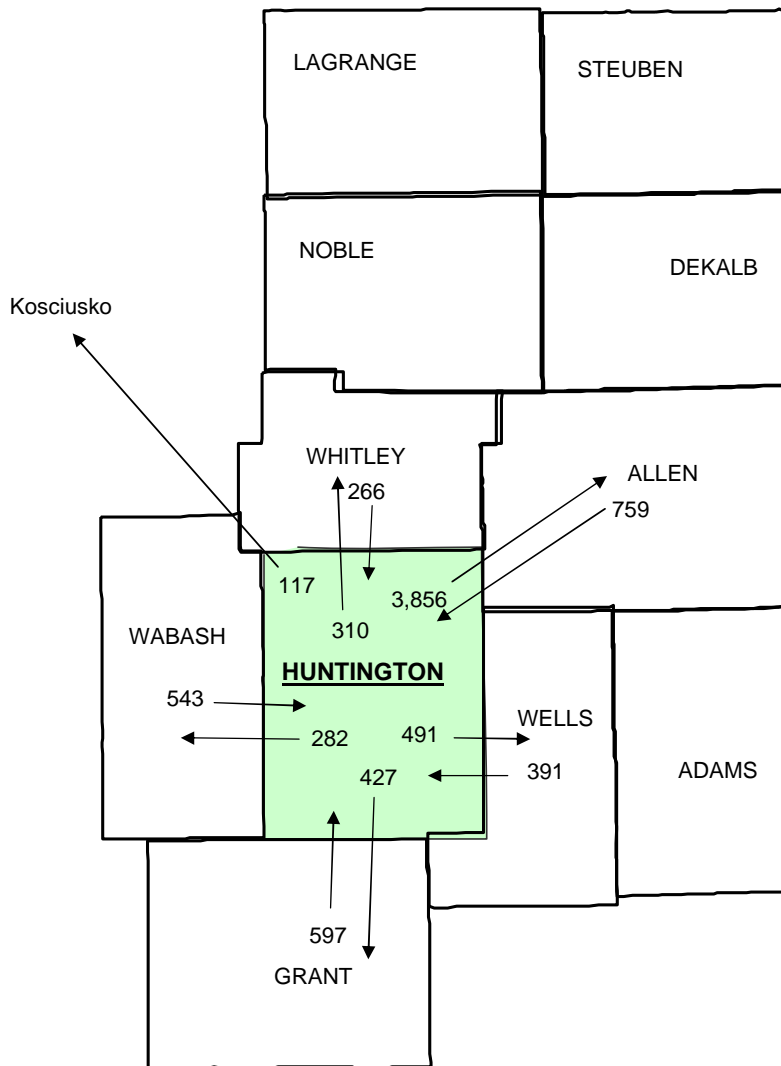 LAGRANGE
STEUBEN
NOBLE
DEKALB
Kosciusko
WHITLEY
266
ALLEN
759
117
3,856
310
WABASH
HUNTINGTON
543
282
491
WELLS
427
391
ADAMS
597
GRANT